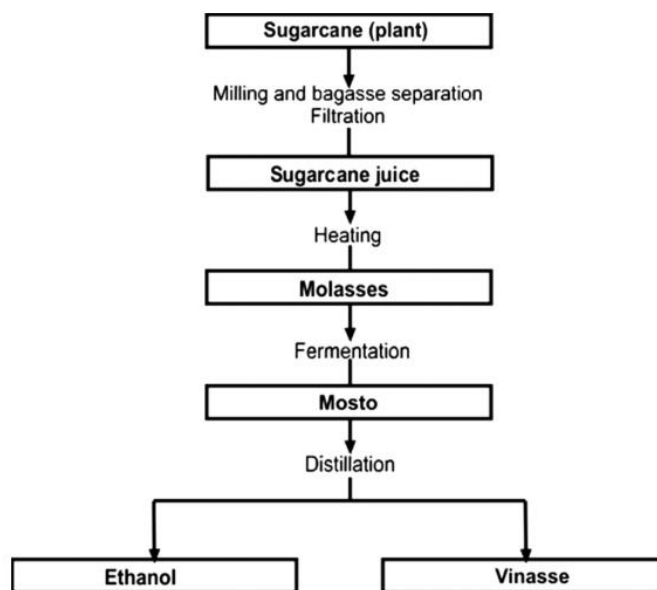 Sugarcane (plant)
Milling and bagasse separation
Filtration
Sugarcane juice
Heating
Molasses
Fermentation
Mosto
Distillation
Ethanol
Vinasse